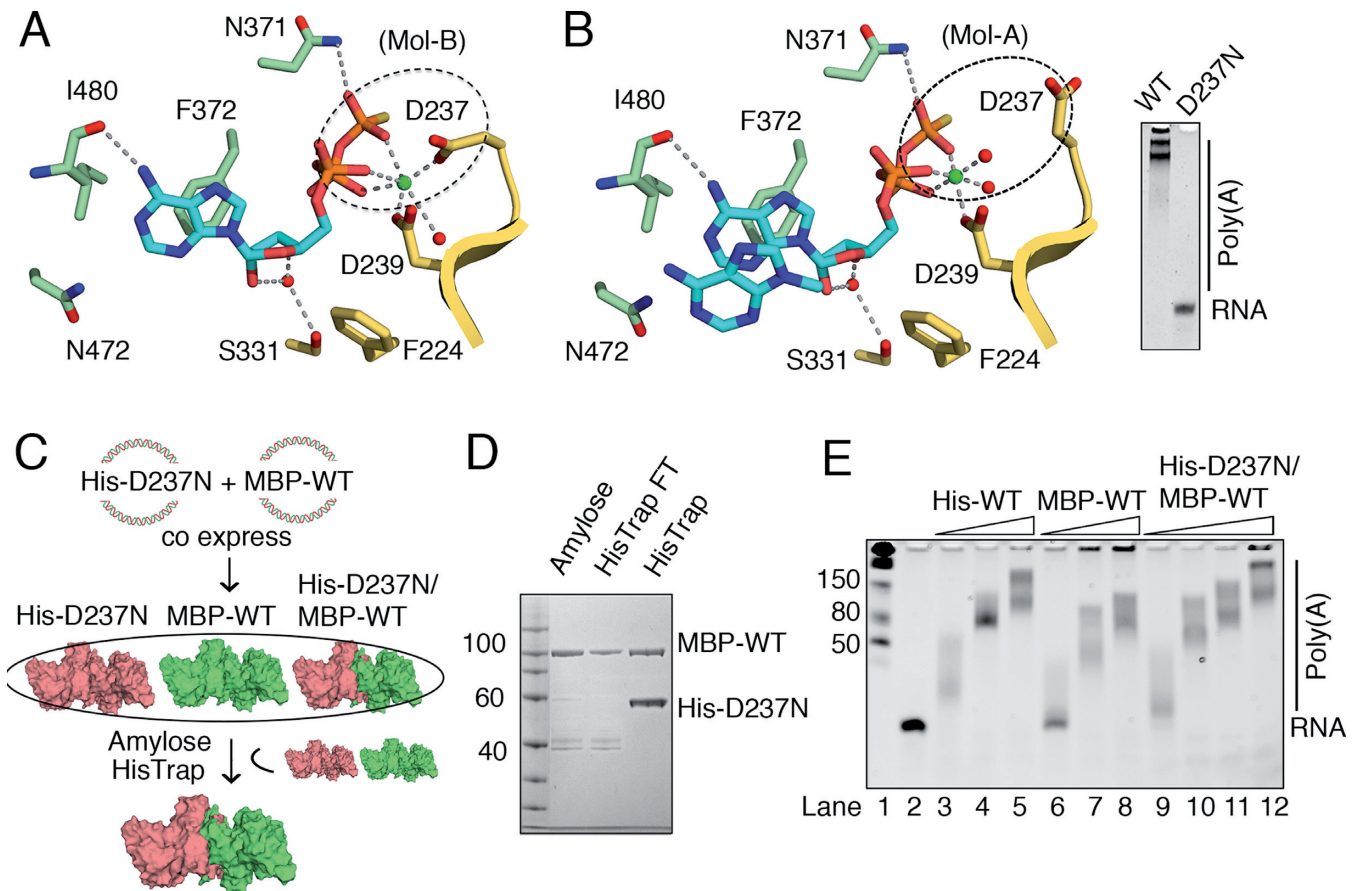 A
N371
(Mol-B)
D237
I480
F372
D239
N472
S331
F224
B
N371
(Mol-A)
D237
I480
F372
D239
N472
S331
F224
WT
D237N
Poly(A)
RNA
C
His-D237N + MBP-WT
co express
His-D237N MBP-WT His-D237N/
MBP-WT
Amylose
HisTrap
D
Amylose
HisTrap FT
HisTrap
100
60
40
MBP-WT
His-D237N
E
His-WT MBP-WT His-D237N/
MBP-WT
150
80
50
Poly(A)
RNA
Lane 1 2 3 4 5 6 7 8 9 10 11 12